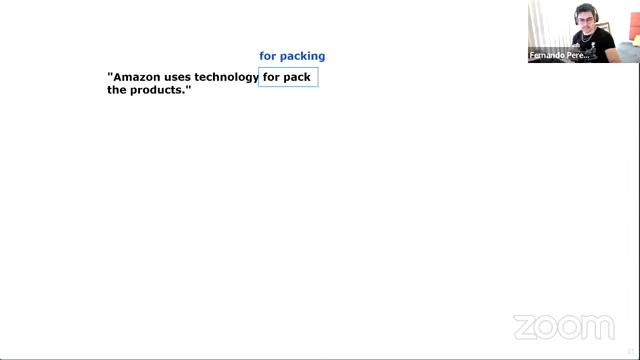 for packing
"Amazon uses technology for pack
the products."
Fernando Pere...
zoom